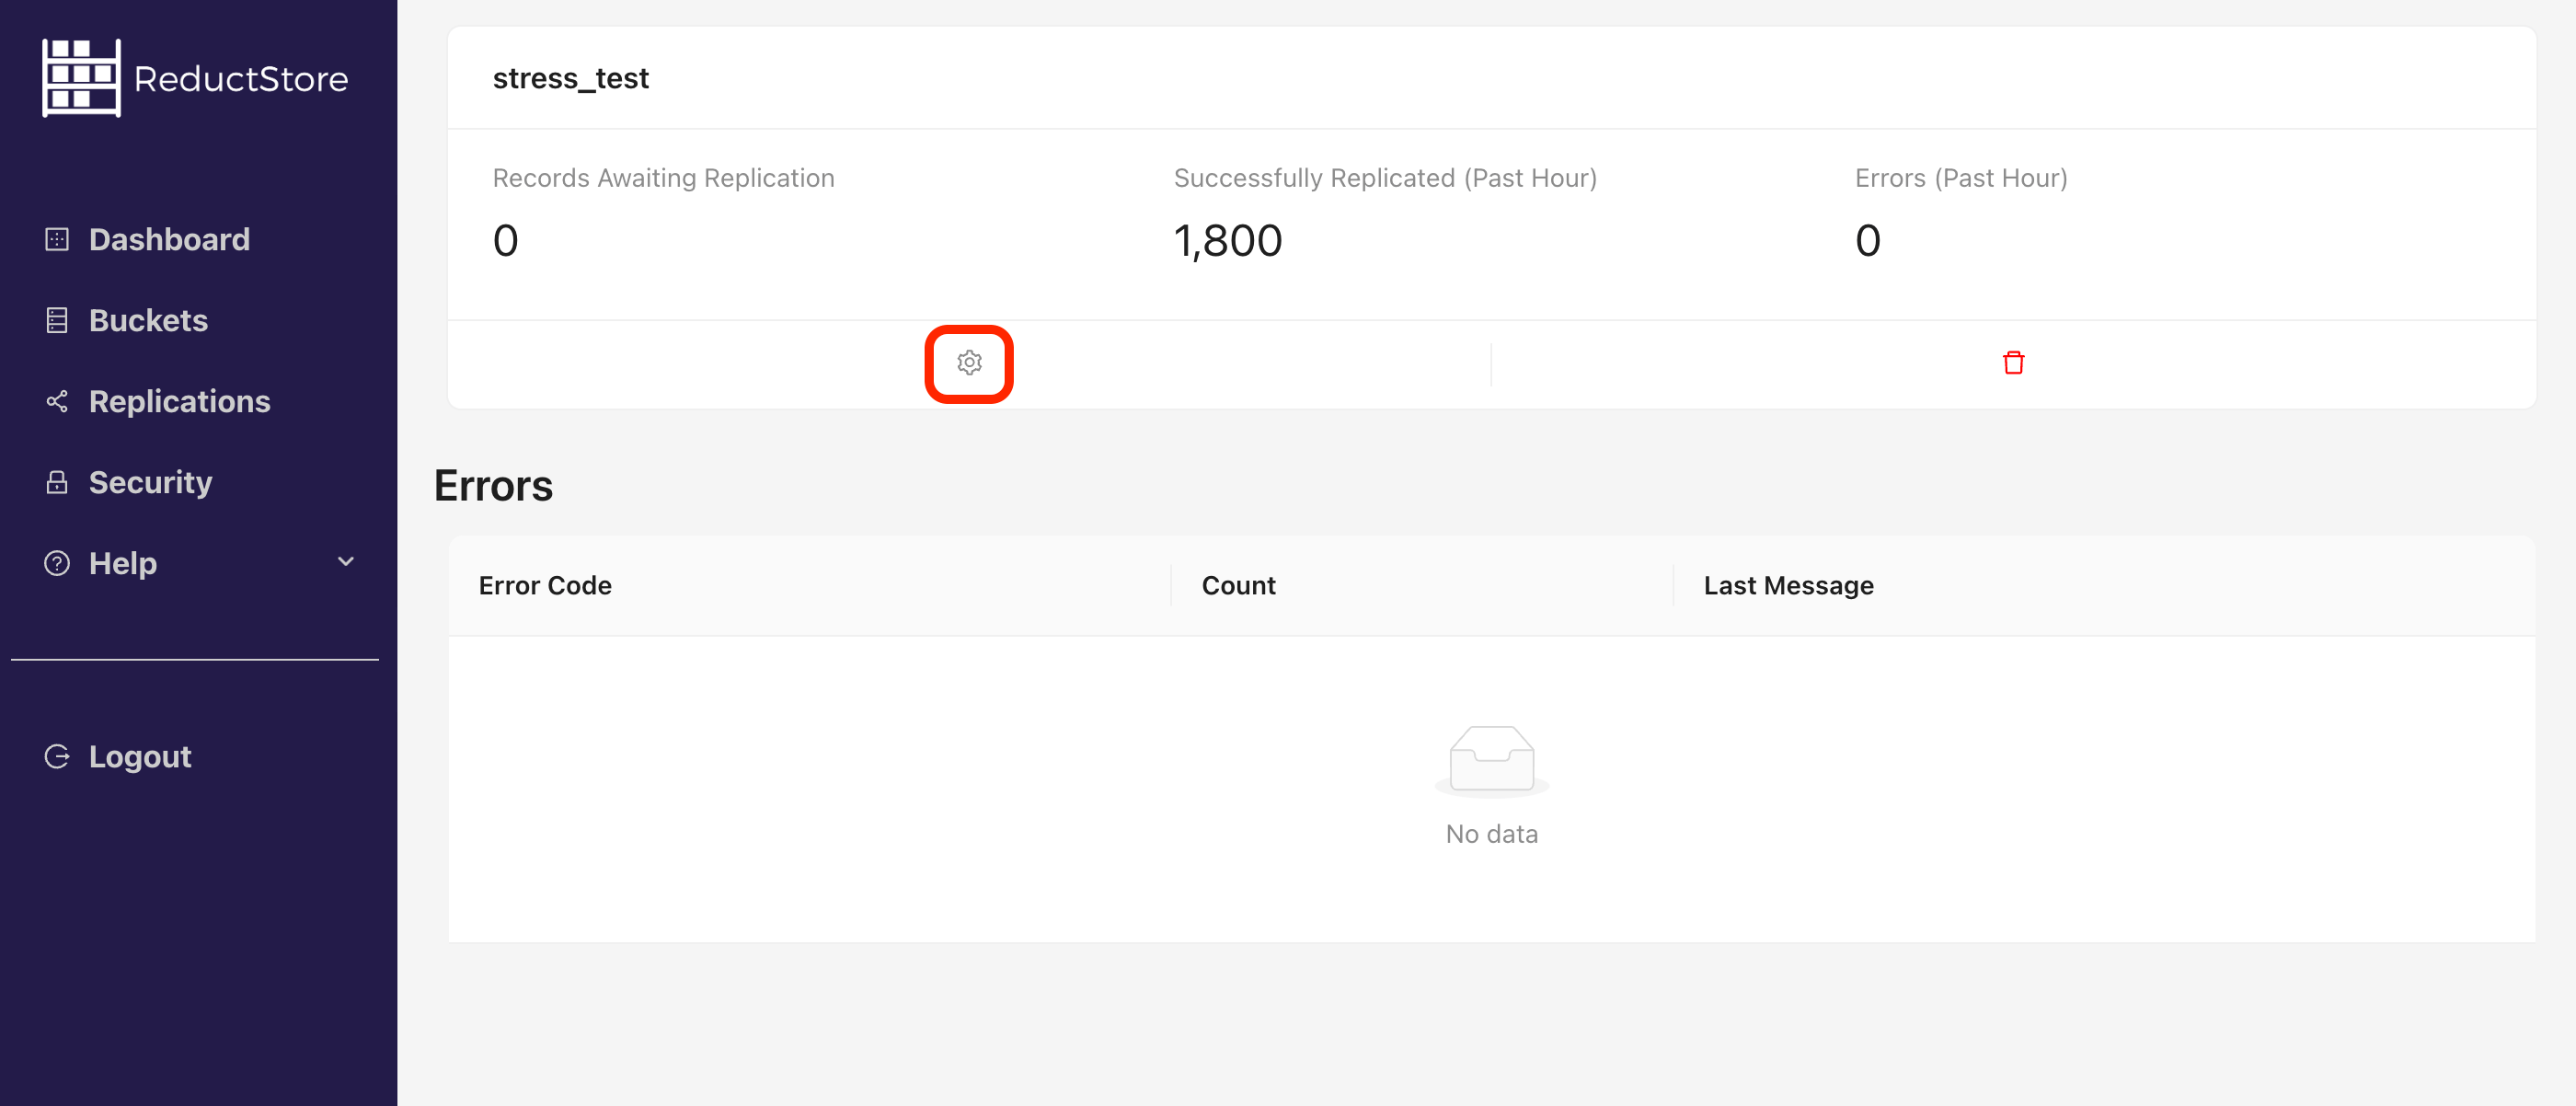 ReductStore
Dashboard
Buckets
Replications
Security
Help
Logout
stress_test
Records Awaiting Replication
0
Successfully Replicated (Past Hour)
1,800
Errors (Past Hour)
0
Errors
Error Code
Count
Last Message
No data